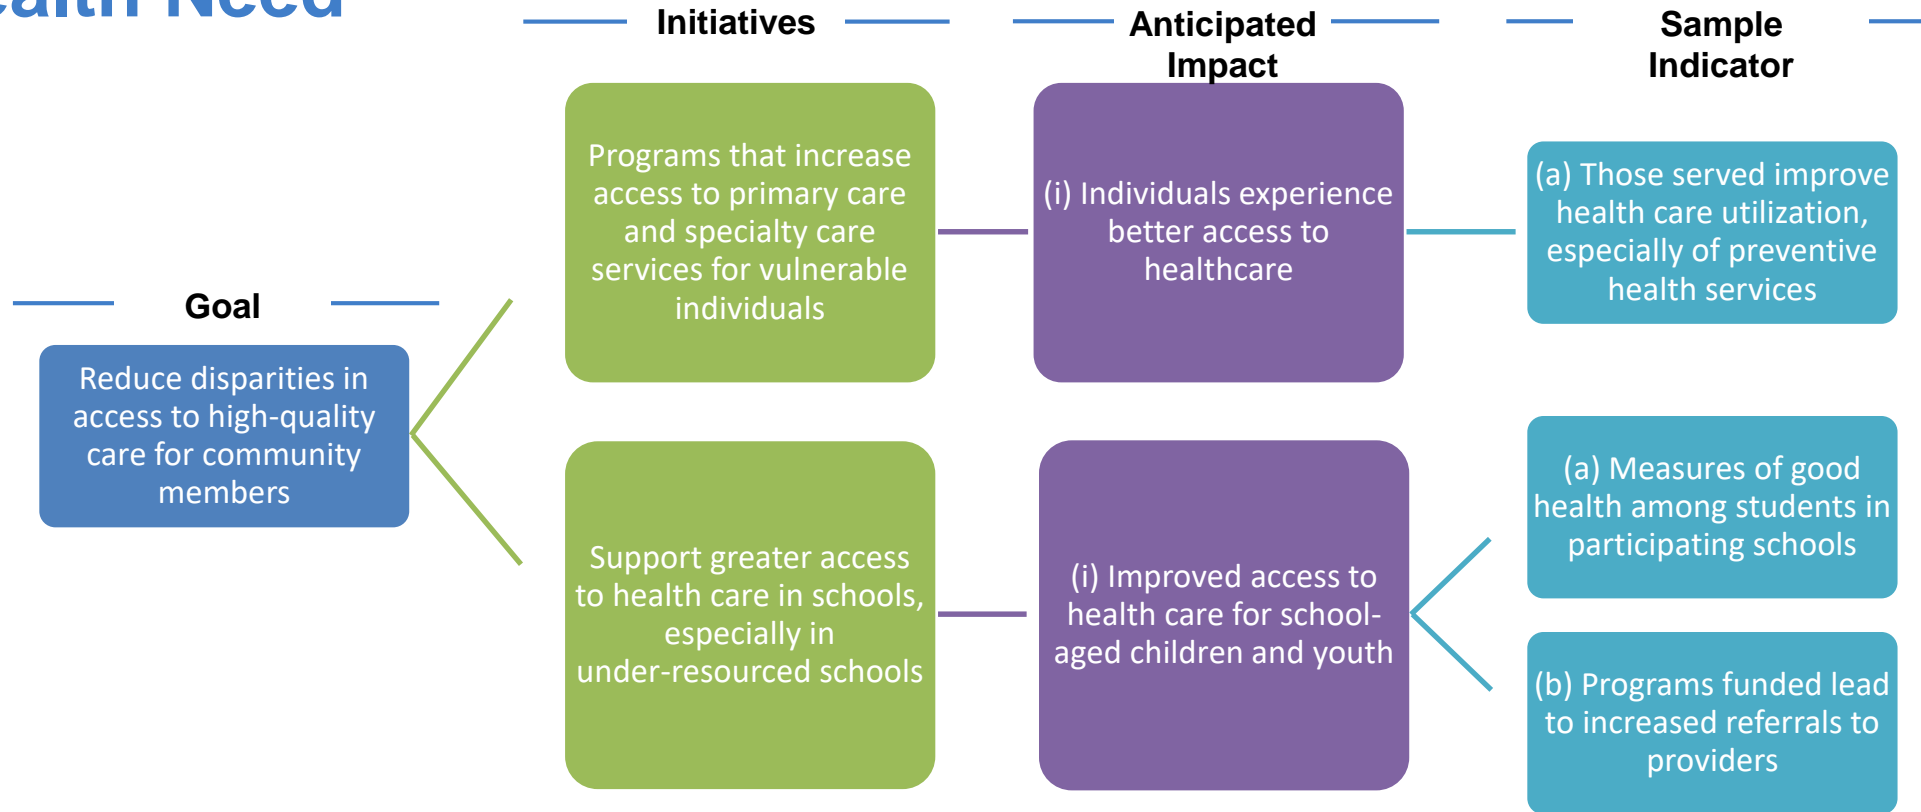 Need
Initiatives
Anticipated
Impact
Sample
Indicator
Goal
Reduce disparities in
access to high-quality
care for community
members
Programs that increase
access to primary care
and specialty care
services for vulnerable
individuals
(i) Individuals experience
better access to
healthcare
(a) Those served improve
health care utilization,
especially of preventive
health services
Support greater access
to health care in schools,
especially in
under-resourced schools
(i) Improved access to
health care for school-
aged children and youth
(a) Measures of good
health among students in
participating schools
(b) Programs funded lead
to increased referrals to
providers